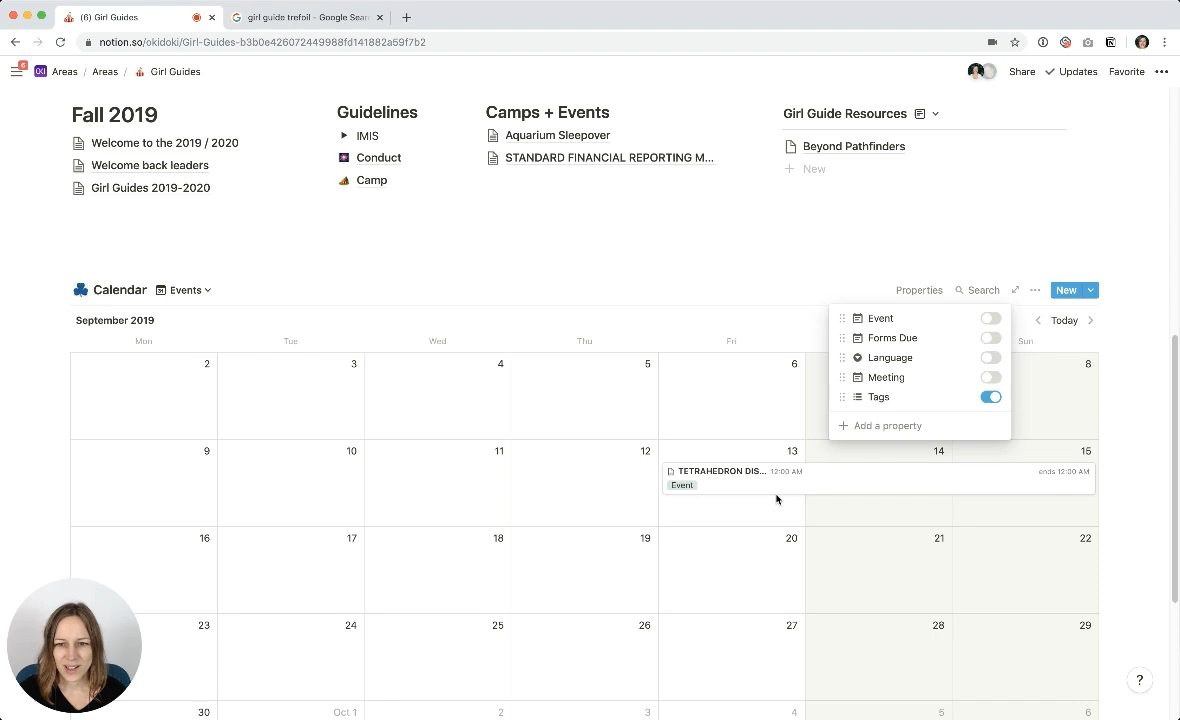 (6) Girl Guides
girl guide trefoil - Google Sear
notion.so/okidoki/Girl-Guides-b3b0e426072449988fd141882a59f7b2
6
OKI Areas / Areas / Girl Guides
Share Updates Favorite
Fall 2019
Welcome to the 2019 / 2020
Welcome back leaders
Girl Guides 2019-2020
Guidelines
IMIS
Conduct
Camp
Camps + Events
Aquarium Sleepover
STANDARD FINANCIAL REPORTING M...
Girl Guide Resources
Beyond Pathfinders
+ New
Calendar 31 Events
Properties Search ... New
September 2019
Today
Event
Forms Due
Language
Meeting
Tags
+ Add a property
Mon Tue Wed Thu Fri Sun
2 3 4 5 6 8
9 10 11 12 13 14 15
TETRAHEDRON DIS... 12:00 AM ends 12:00 AM
Event
16 17 18 19 20 21 22
23 24 25 26 27 28 29
30 Oct 1 2 3 4 5 6
?